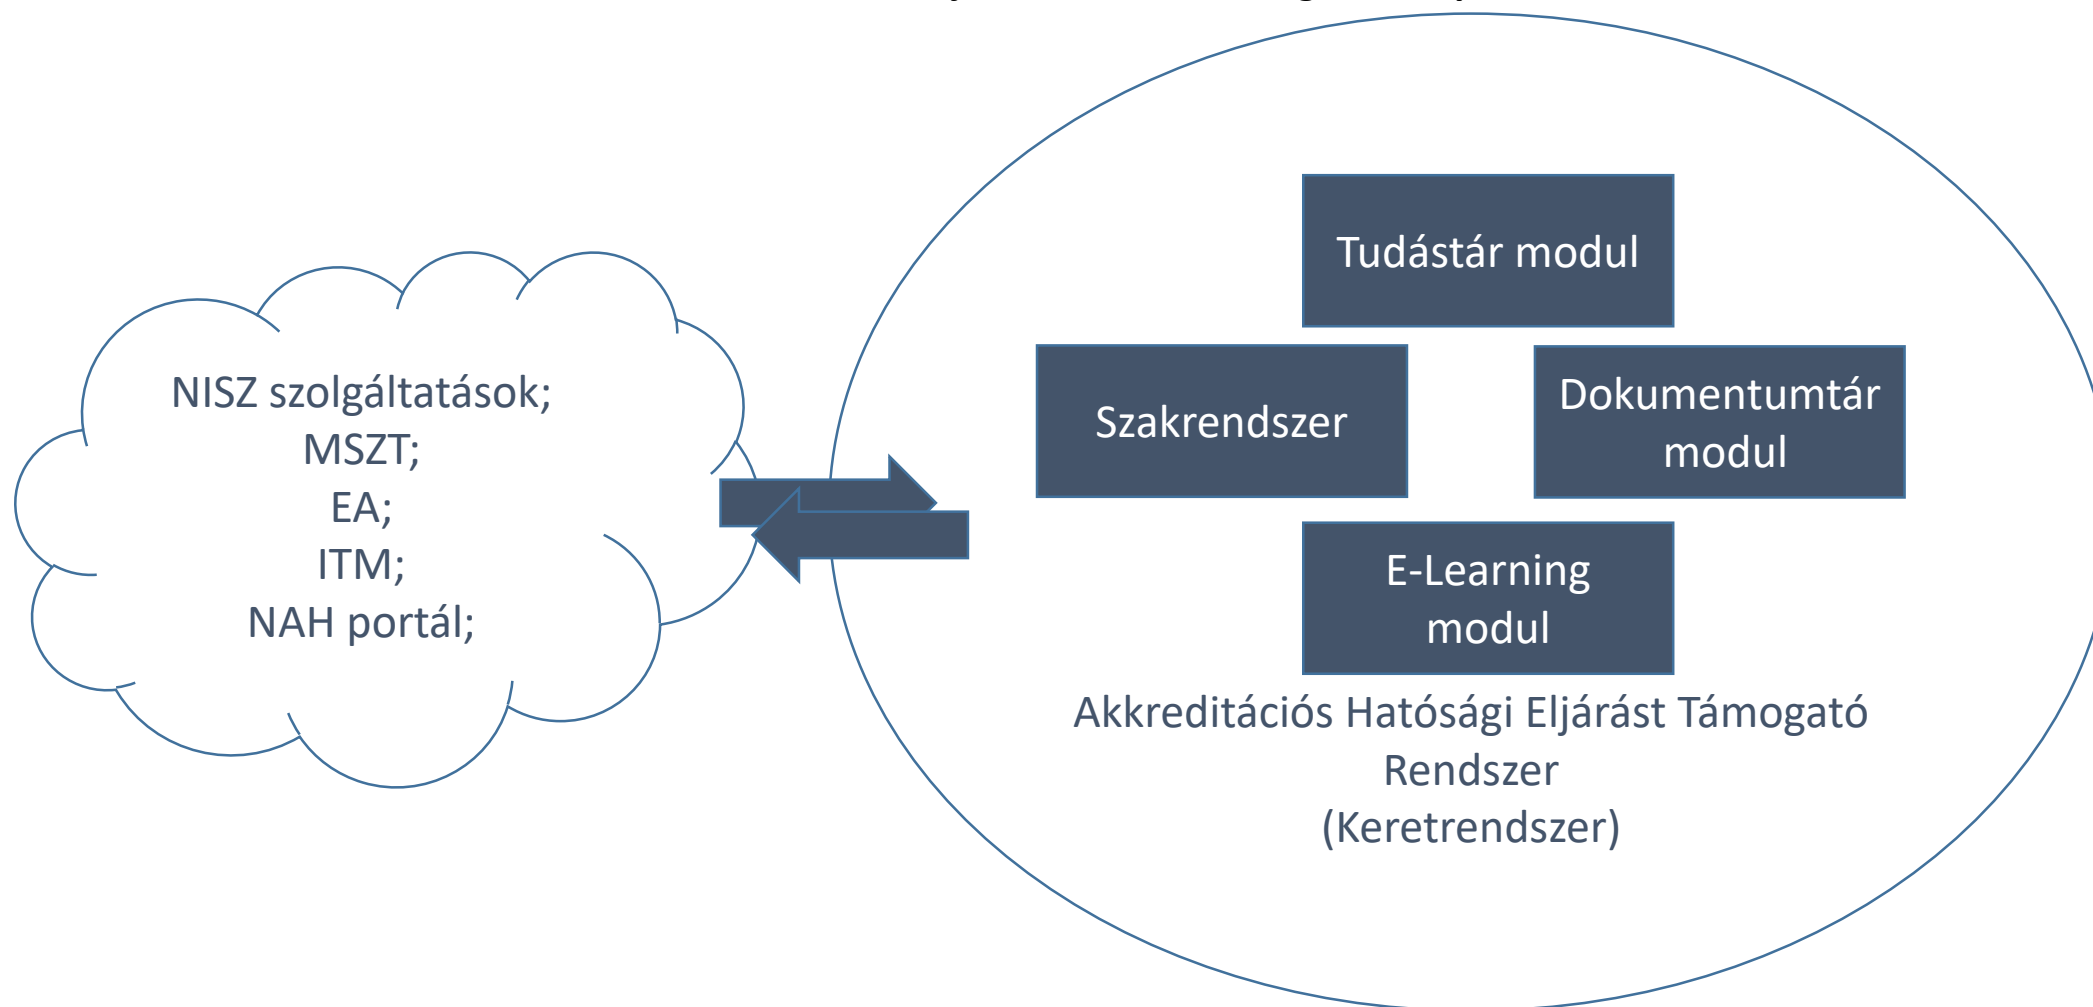 NISZ szolgáltatások;
MSZT;
EA;
ITM;
NAH portál;
Tudástár modul
Szakrendszer
Dokumentumtár
modul
E-Learning
modul
Akkreditációs Hatósági Eljárást Támogató
Rendszer
(Keretrendszer)